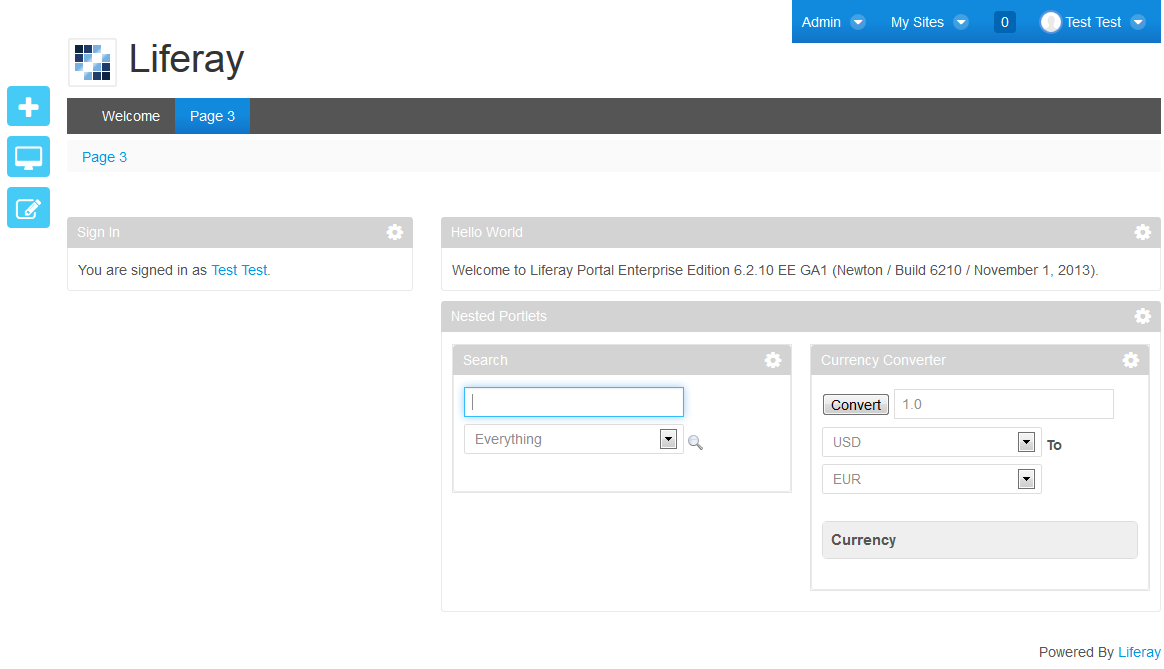 Admin My Sites 0 Test Test
Liferay
Welcome Page 3
Page 3
Sign In
You are signed in as Test Test.
Hello World
Welcome to Liferay Portal Enterprise Edition 6.2.10 EE GA1 (Newton / Build 6210 / November 1, 2013).
Nested Portlets
Search
Everything
Currency Converter
Convert 1.0
USD To
EUR
Currency
Powered By Liferay